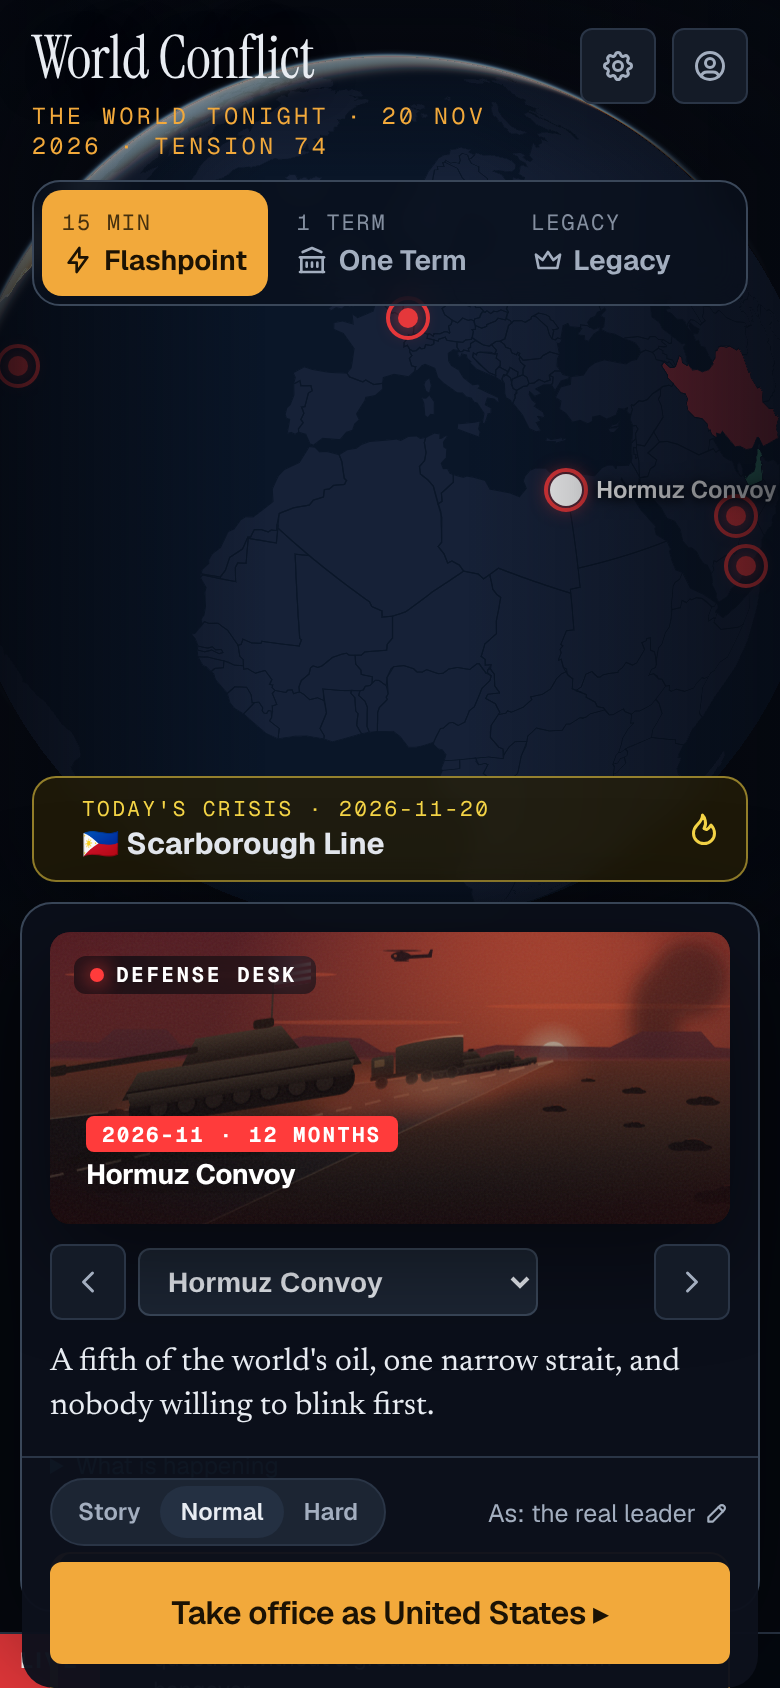 World Conflict
THE WORLD TONIGHT · 20 NOV
2026 · TENSION 74
15 MIN
Flashpoint
1 TERM
One Term
LEGACY
Legacy
Hormuz Convoy
TODAY'S CRISIS · 2026-11-20
🇵🇭 Scarborough Line
DEFENSE DESK
2026-11 · 12 MONTHS
Hormuz Convoy
Hormuz Convoy
A fifth of the world's oil, one narrow strait, and
nobody willing to blink first.
What is happening
Story
Normal
Hard
As: the real leader
Take office as United States ▸